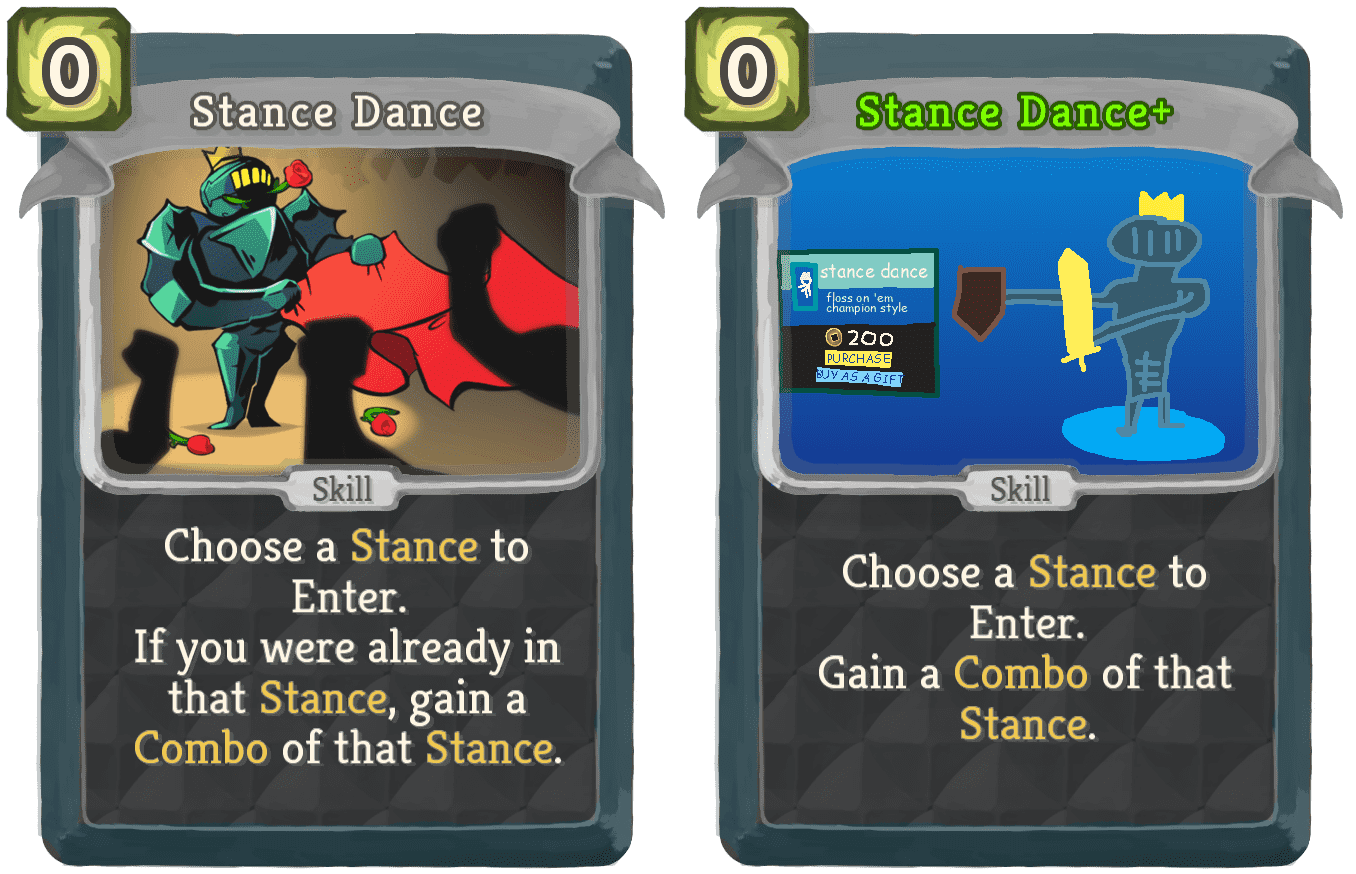 0
Stance Dance
Skill
Choose a Stance to
Enter.
If you were already in
that Stance, gain a
Combo of that Stance.
0
Stance Dance+
stance dance
floss on 'em
champion style
200
PURCHASE
BUY AS A GIFT
Skill
Choose a Stance to
Enter.
Gain a Combo of that
Stance.